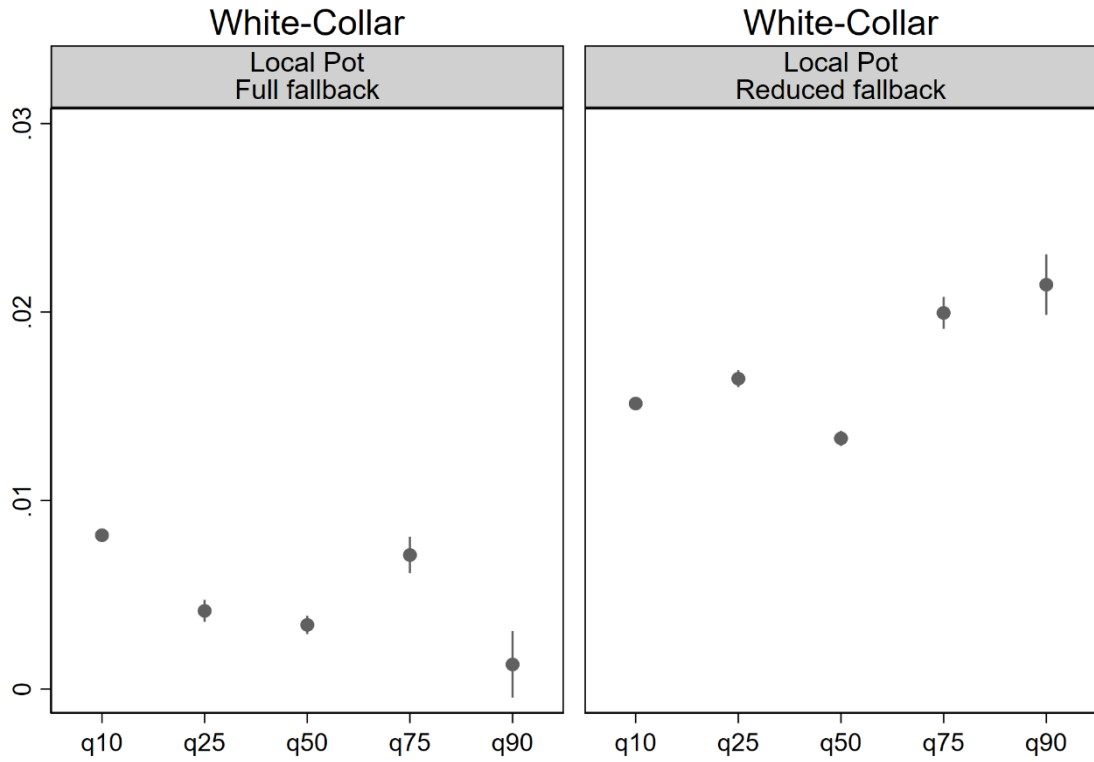 White-Collar
Local Pot
Full fallback
White-Collar
Local Pot
Reduced fallback
.03
.02
.01
0
q10 q25 q50 q75 q90
q10 q25 q50 q75 q90